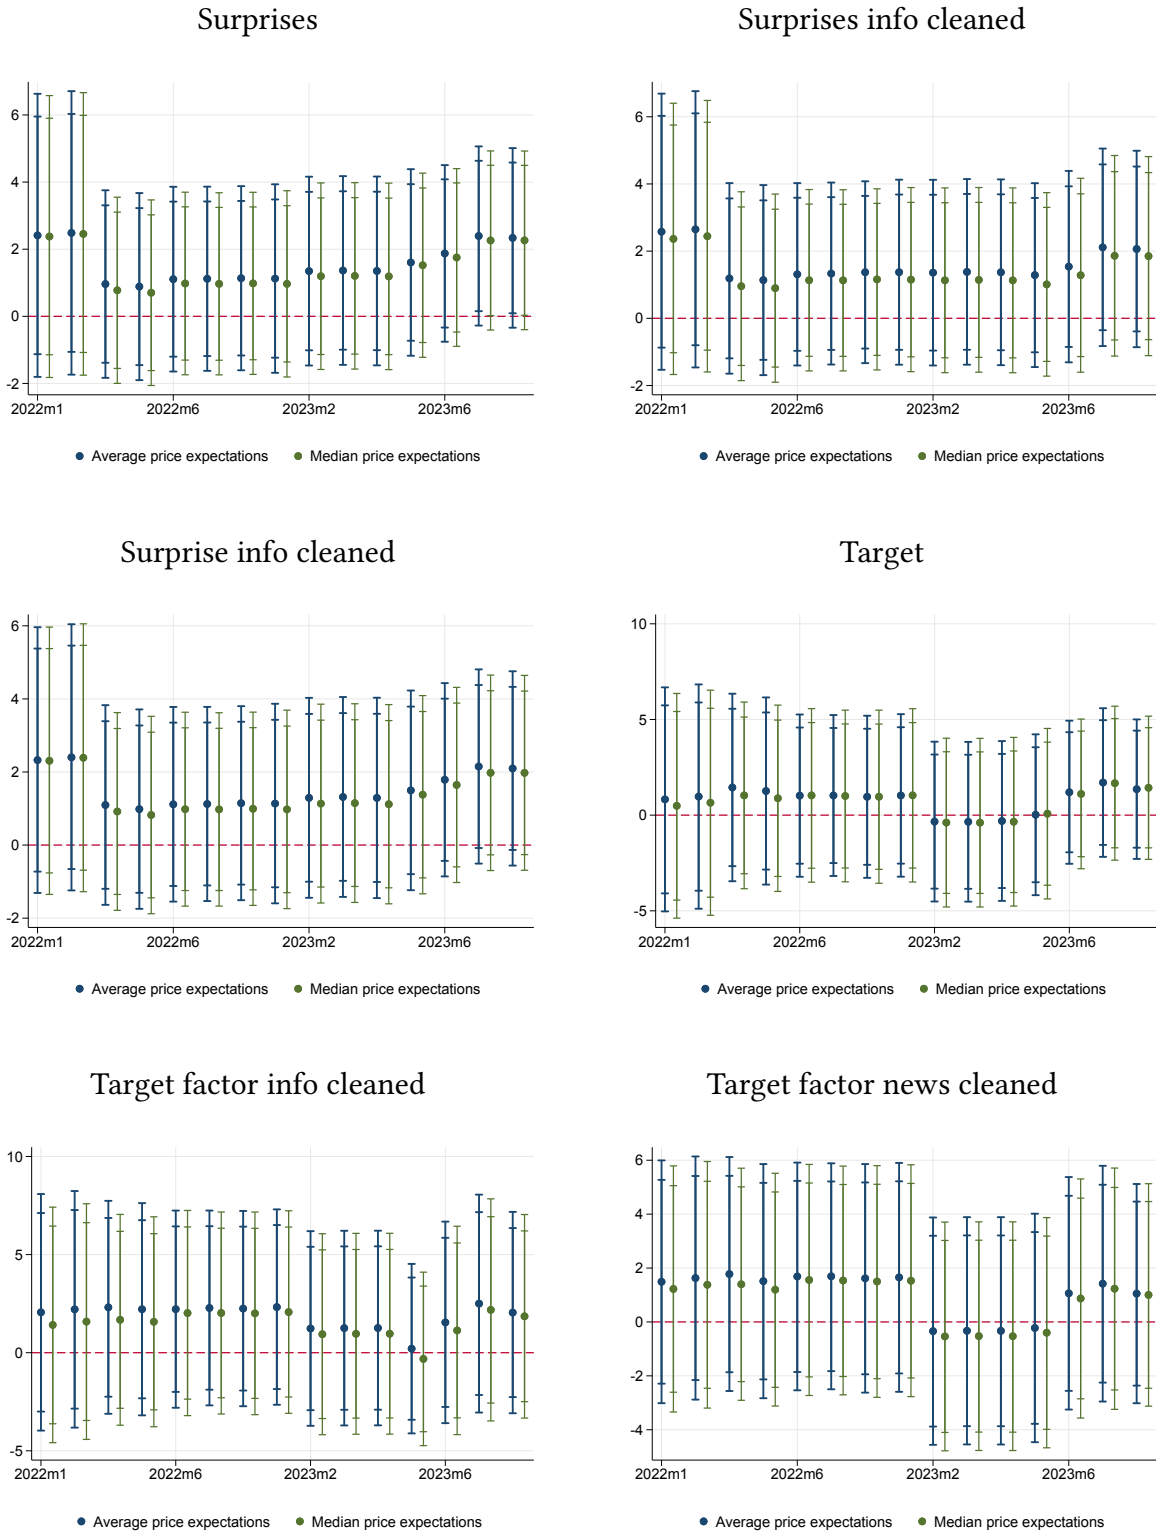 Surprises
6
4
2
0
-2
2022m1 2022m6 2023m2 2023m6
Average price expectations Median price expectations
Surprises info cleaned
6
4
2
0
-2
2022m1 2022m6 2023m2 2023m6
Average price expectations Median price expectations
Surprise info cleaned
6
4
2
0
-2
2022m1 2022m6 2023m2 2023m6
Average price expectations Median price expectations
Target
10
5
0
-5
2022m1 2022m6 2023m2 2023m6
Average price expectations Median price expectations
Target factor info cleaned
10
5
0
-5
2022m1 2022m6 2023m2 2023m6
Average price expectations Median price expectations
Target factor news cleaned
6
4
2
0
-2
-4
2022m1 2022m6 2023m2 2023m6
Average price expectations Median price expectations